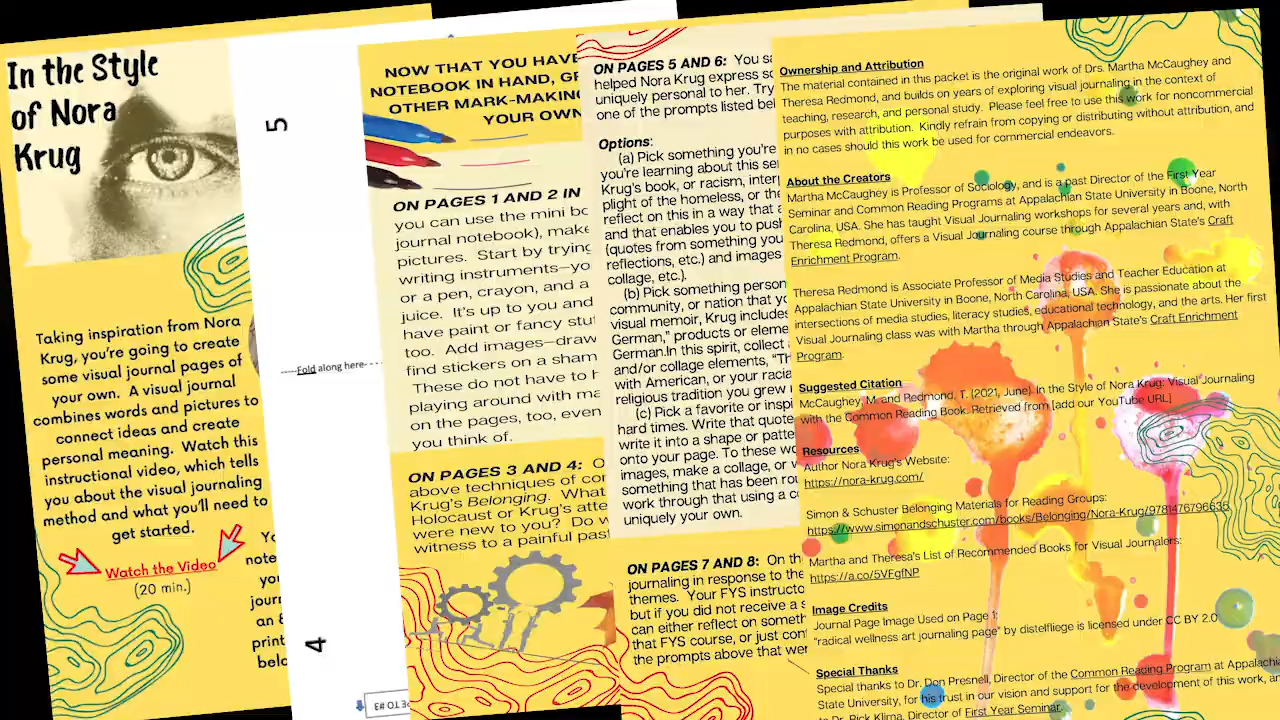 In the Style
of Nora
Krug
Taking inspiration from Nora
Krug, you're going to create
some visual journal pages of
your own. A visual journal
combines words and pictures to
connect ideas and create
personal meaning. Watch this
instructional video, which tells
you about the visual journaling
method and what you'll need to
get started.
Watch the Video
(20 min.)
note
you
jour
an
print
belo
5
-----Fold along here-----
4
NOW THAT YOU HAVE
NOTEBOOK IN HAND, GR
OTHER MARK-MAKING
YOUR OWN
ON PAGES 1 AND 2 IN
you can use the mini bo
journal notebook), make
pictures. Start by trying
writing instruments—yo
or a pen, crayon, and a
juice. It's up to you and
have paint or fancy stuf
too. Add images—draw
find stickers on a sham
These do not have to h
playing around with ma
on the pages, too, even
you think of.
ON PAGES 3 AND 4: O
above techniques of con
Krug's Belonging. What
Holocaust or Krug's atte
were new to you? Do w
witness to a painful past
ON PAGES 5 AND 6: You sa
helped Nora Krug express so
uniquely personal to her. Try
one of the prompts listed bel
Options:
(a) Pick something you're
you're learning about this se
Krug's book, or racism, inter
plight of the homeless, or the
reflect on this in a way that a
and that enables you to push
(quotes from something you
reflections, etc.) and images
collage, etc.).
(b) Pick something person
community, or nation that yo
visual memoir, Krug includes
German," products or eleme
German.In this spirit, collect
and/or collage elements, "Th
with American, or your racia
religious tradition you grew
(c) Pick a favorite or inspi
hard times. Write that quote
write it into a shape or patte
onto your page. To these wo
images, make a collage, or w
something that has been rou
work through that using a co
uniquely your own.
ON PAGES 7 AND 8: On th
journaling in response to the
themes. Your FYS instructo
but if you did not receive a s
can either reflect on someth
that FYS course, or just con
the prompts above that wer
Ownership and Attribution
The material contained in this packet is the original work of Drs. Martha McCaughey and
Theresa Redmond, and builds on years of exploring visual journaling in the context of
teaching, research, and personal study. Please feel free to use this work for noncommercial
purposes with attribution. Kindly refrain from copying or distributing without attribution, and
in no cases should this work be used for commercial endeavors.
About the Creators
Martha McCaughey is Professor of Sociology, and is a past Director of the First Year
Seminar and Common Reading Programs at Appalachian State University in Boone, North
Carolina, USA. She has taught Visual Journaling workshops for several years and, with
Theresa Redmond, offers a Visual Journaling course through Appalachian State's Craft
Enrichment Program.
Theresa Redmond is Associate Professor of Media Studies and Teacher Education at
Appalachian State University in Boone, North Carolina, USA. She is passionate about the
intersections of media studies, literacy studies, educational technology, and the arts. Her first
Visual Journaling class was with Martha through Appalachian State's Craft Enrichment
Program.
Suggested Citation
McCaughey, M. and Redmond, T. (2021, June). In the Style of Nora Krug: Visual Journaling
with the Common Reading Book. Retrieved from [add our YouTube URL]
Resources
Author Nora Krug's Website:
https://nora-krug.com/
Simon & Schuster Belonging Materials for Reading Groups:
https://www.simonandschuster.com/books/Belonging/Nora-Krug/9781476796635
Martha and Theresa's List of Recommended Books for Visual Journalers:
https://a.co/5VFgfNP
Image Credits
Journal Page Image Used on Page 1:
"radical wellness art journaling page" by distelfliege is licensed under CC BY 2.0
Special Thanks
Special thanks to Dr. Don Presnell, Director of the Common Reading Program at Appalachia
State University, for his trust in our vision and support for the development of this work, an
to Dr. Rick Klima, Director of First Year Seminar.